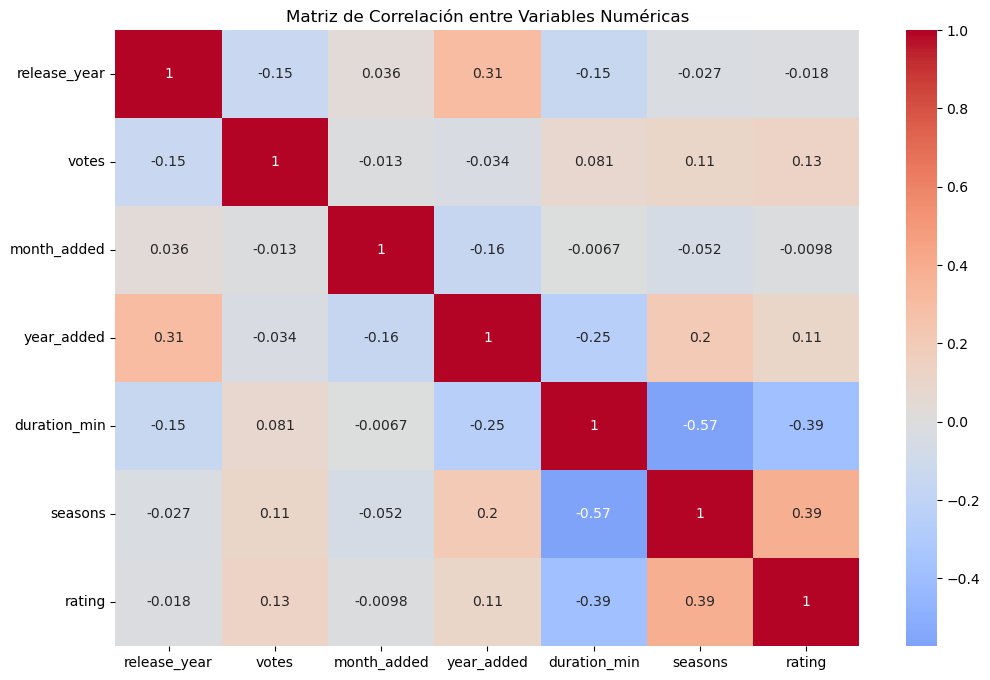 Matriz de Correlación entre Variables Numéricas
release_year 1 -0.15 0.036 0.31 -0.15 -0.027 -0.018
votes -0.15 1 -0.013 -0.034 0.081 0.11 0.13
month_added 0.036 -0.013 1 -0.16 -0.0067 -0.052 -0.0098
year_added 0.31 -0.034 -0.16 1 -0.25 0.2 0.11
duration_min -0.15 0.081 -0.0067 -0.25 1 -0.57 -0.39
seasons -0.027 0.11 -0.052 0.2 -0.57 1 0.39
rating -0.018 0.13 -0.0098 0.11 -0.39 0.39 1
release_year votes month_added year_added duration_min seasons rating
1.0
0.8
0.6
0.4
0.2
0.0
−0.2
−0.4